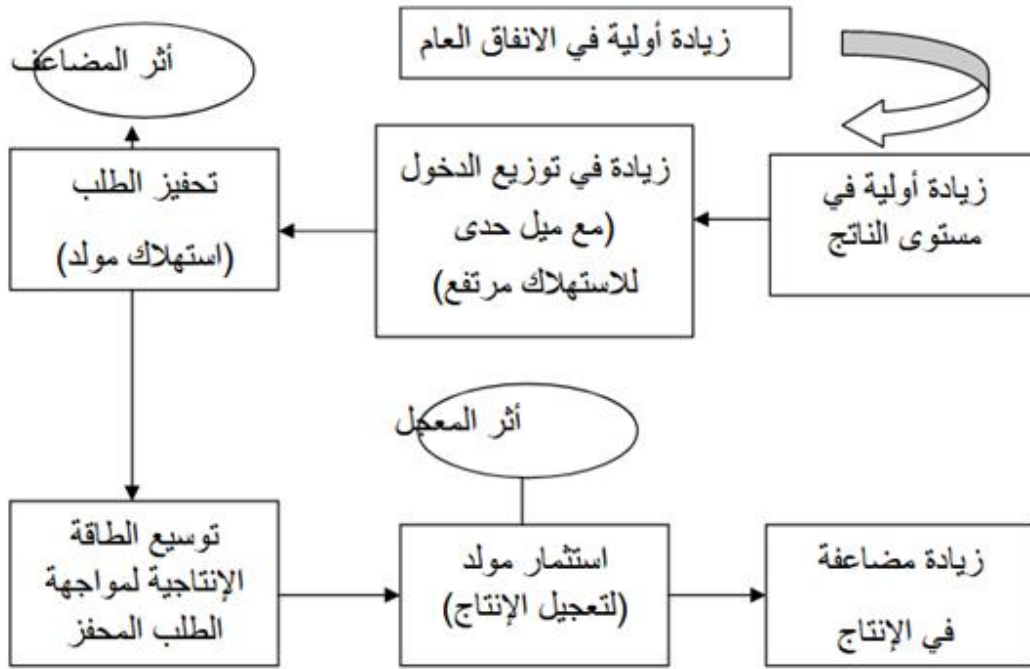 زيادة أولية في الانفاق العام
أثر المضاعف
زيادة أولية في
مستوى الناتج
زيادة في توزيع الدخول
(مع ميل حدى
للاستهلاك مرتفع)
تحفيز الطلب
(استهلاك مولد)
أثر المعجل
توسيع الطاقة
الإنتاجية لمواجهة
الطلب المحفز
استثمار مولد
(لتعجيل الإنتاج)
زيادة مضاعفة
في الإنتاج